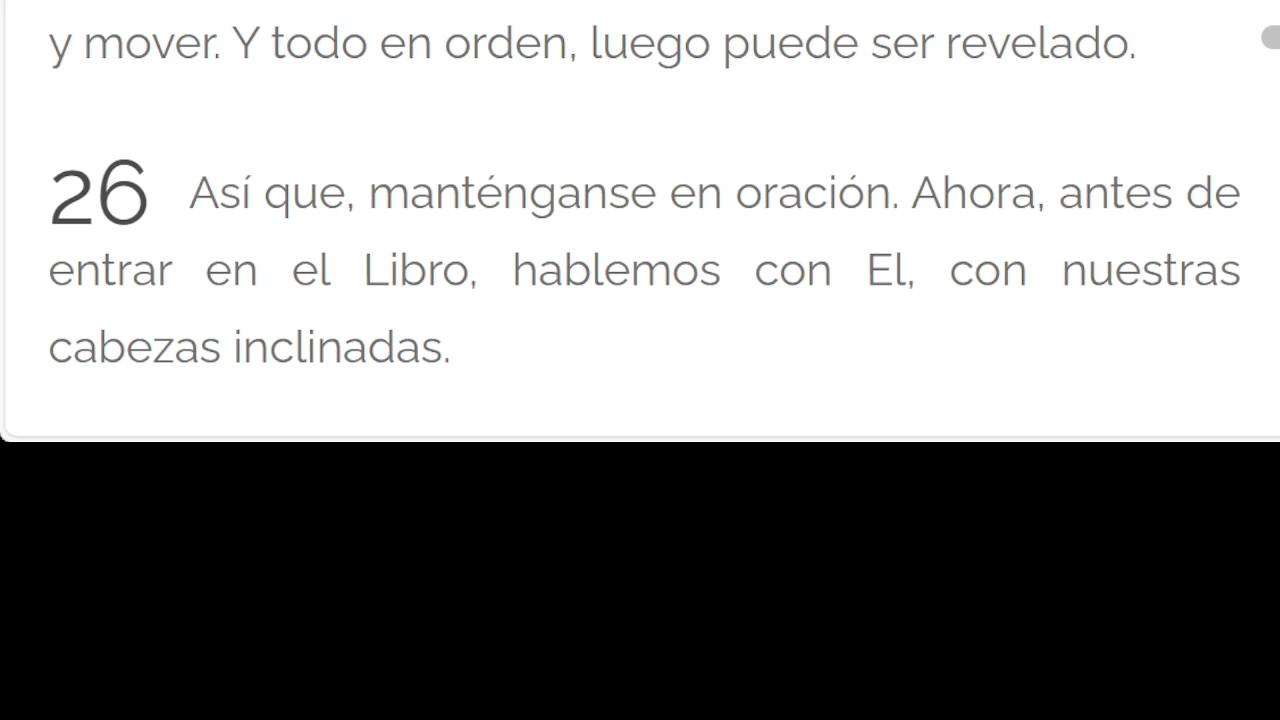 y mover. Y todo en orden, luego puede ser revelado.
26 Así que, manténganse en oración. Ahora, antes de
entrar en el Libro, hablemos con El, con nuestras
cabezas inclinadas.